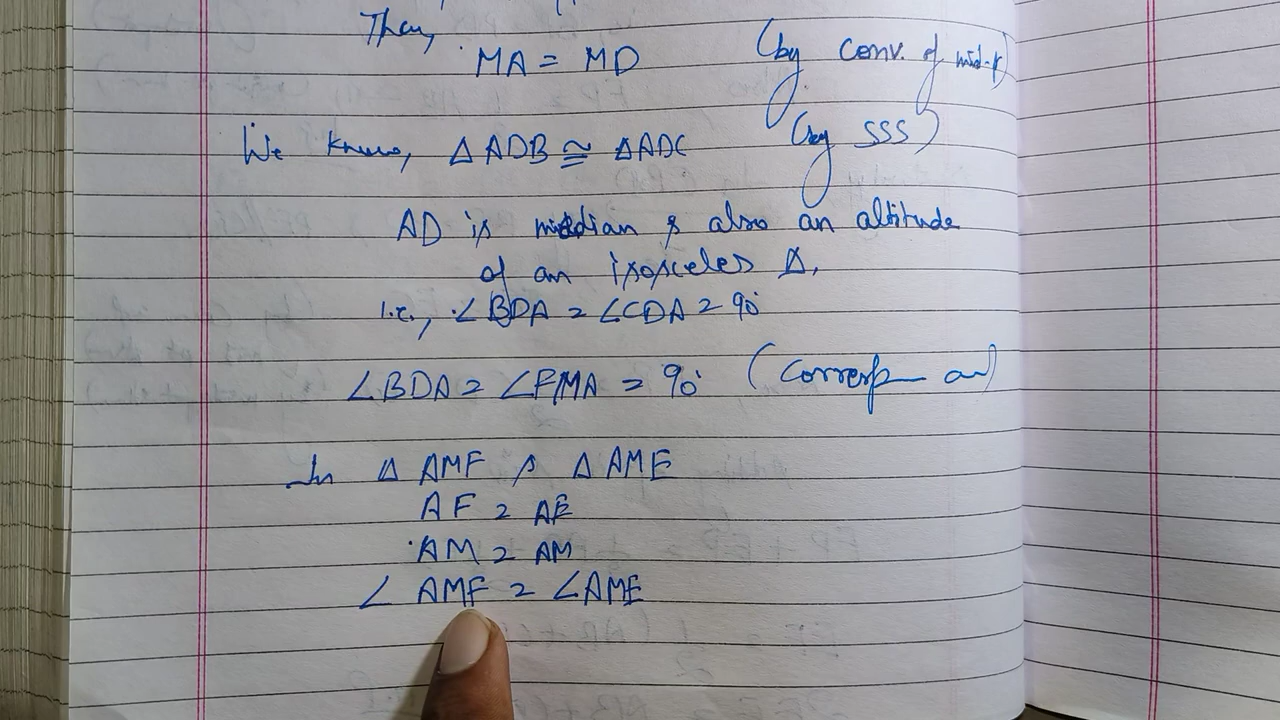 Then,
MA = MD (by conv. of mid-p)
We know, △ADB ≅ △ADC (by SSS)
AD is median & also an altitude
of an isosceles △,
i.e., ∠BDA = ∠CDA = 90°
∠BDA = ∠FMA = 90° (corresp an)
In △ AMF & △ AME
AF = AE
AM = AM
∠ AMF = ∠AME